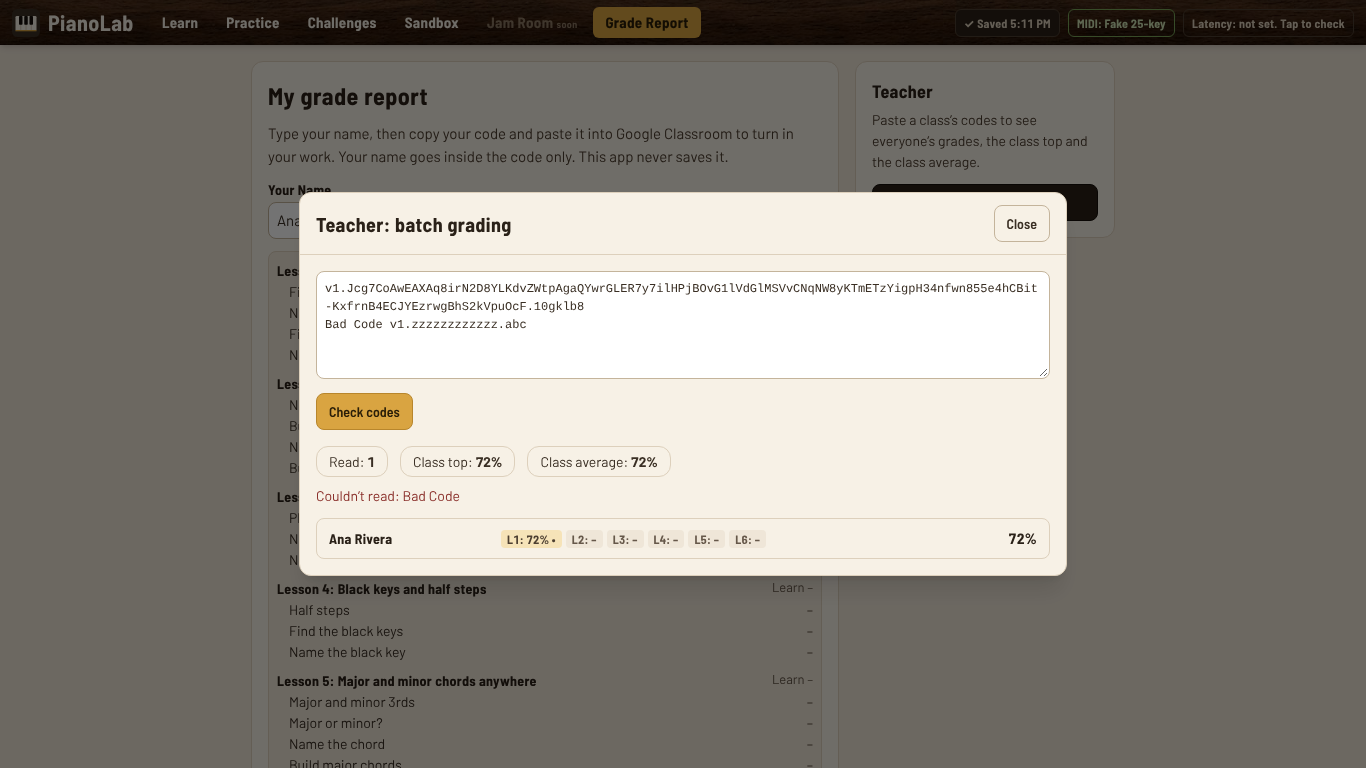 PianoLab
Learn
Practice
Challenges
Sandbox
Jam Room soon
Grade Report
✓ Saved 5:11 PM
MIDI: Fake 25-key
Latency: not set. Tap to check
My grade report
Type your name, then copy your code and paste it into Google Classroom to turn in
your work. Your name goes inside the code only. This app never saves it.
Your Name
Teacher
Paste a class's codes to see
everyone's grades, the class top and
the class average.
Teacher: batch grading
Close
v1.Jcg7CoAwEAXAq8irN2D8YLKdvZWtpAgaQYwrGLER7y7ilHPjBOvG1lVdGlMSVvCNqNW8yKTmETzYigpH34nfwn855e4hCBit
-KxfrnB4ECJYEzrwgBhS2kVpuOcF.10gklb8
Bad Code v1.zzzzzzzzzzzz.abc
Check codes
Read: 1
Class top: 72%
Class average: 72%
Couldn't read: Bad Code
Ana Rivera
L1: 72% •
L2: –
L3: –
L4: –
L5: –
L6: –
72%
Lesson 4: Black keys and half steps
Learn –
Half steps
–
Find the black keys
–
Name the black key
–
Lesson 5: Major and minor chords anywhere
Learn –
Major and minor 3rds
–
Major or minor?
–
Name the chord
–
Build major chords